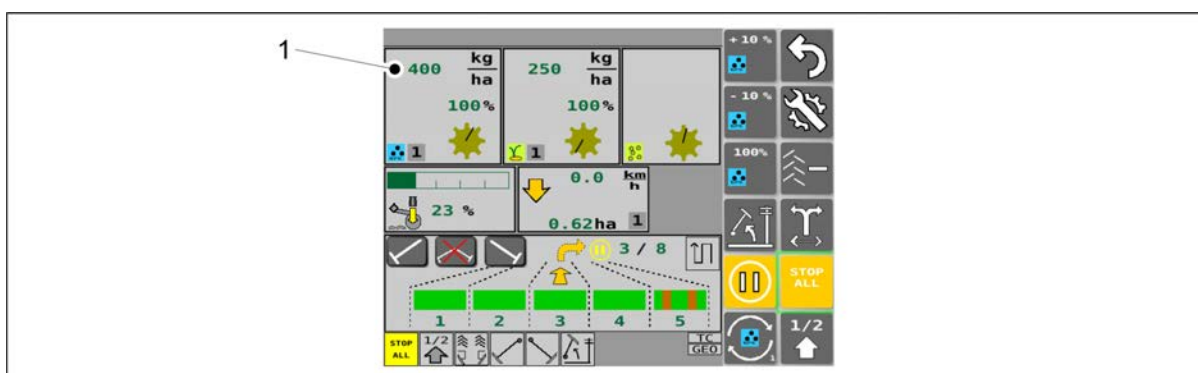 1
400 kg/ha
100%
1
250 kg/ha
100%
1
23 %
0.0 km/h
0.62ha 1
3 / 8
1 2 3 4 5
STOP ALL
1/2
TC
GEO
+10 %
- 10 %
100%
STOP ALL
1
1/2